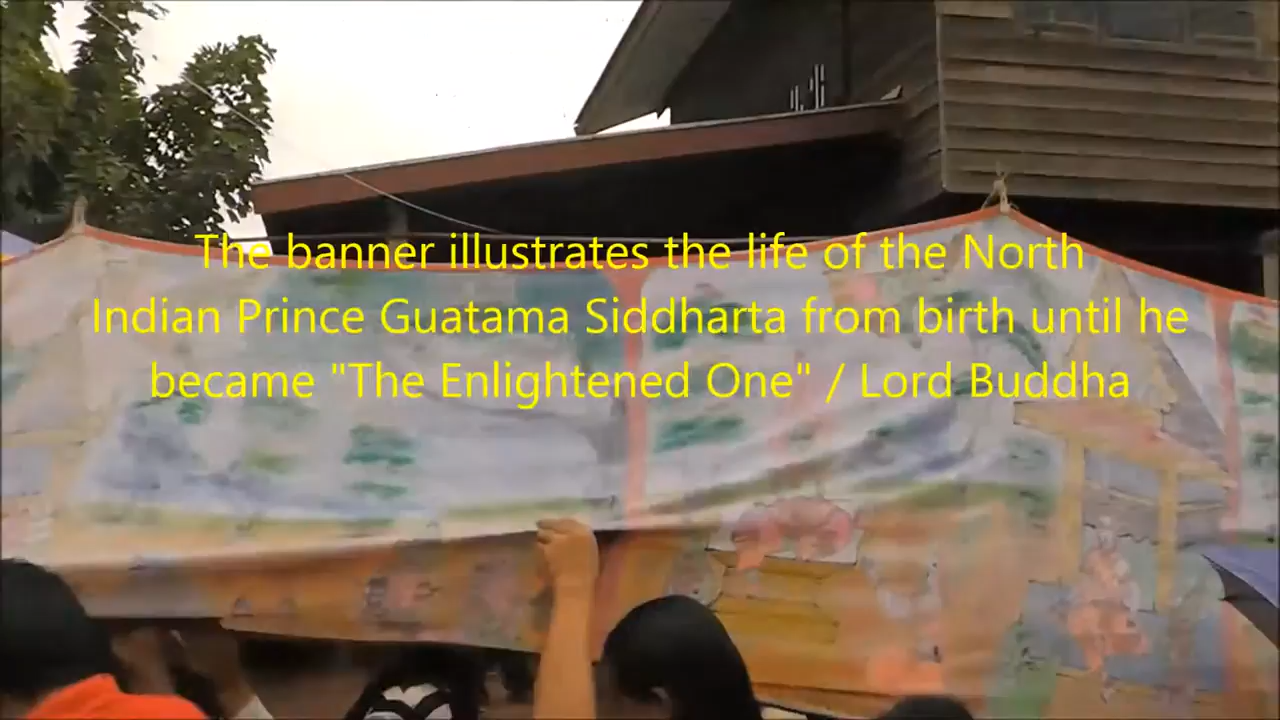 The banner illustrates the life of the North
Indian Prince Guatama Siddharta from birth until he
became "The Enlightened One" / Lord Buddha